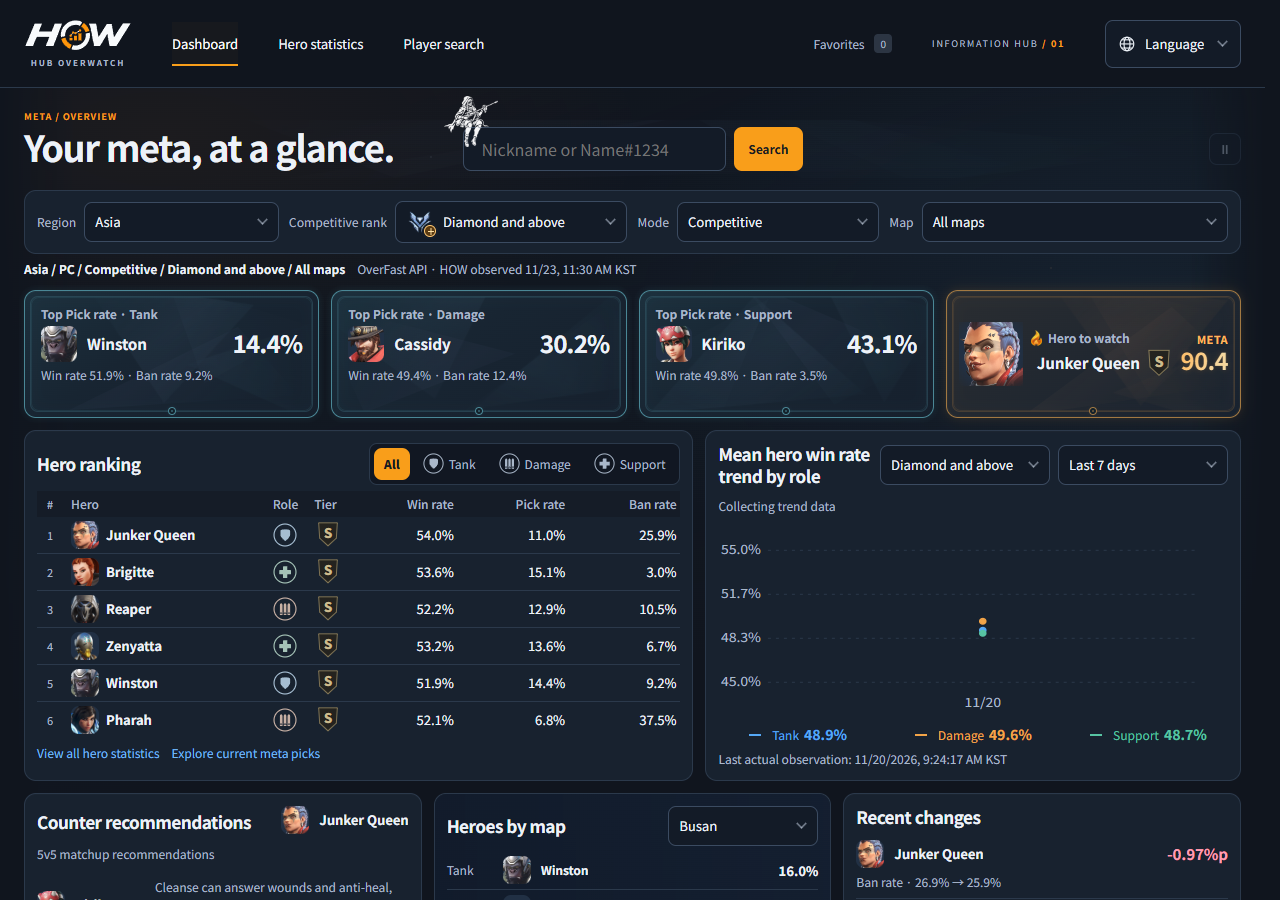 HOW
HUB OVERWATCH
Dashboard
Hero statistics
Player search
Favorites 0
INFORMATION HUB / 01
Language
META / OVERVIEW
Your meta, at a glance.
Nickname or Name#1234
Search
Region
Asia
Competitive rank
Diamond and above
Mode
Competitive
Map
All maps
Asia / PC / Competitive / Diamond and above / All maps OverFast API · HOW observed 11/23, 11:30 AM KST
Top Pick rate · Tank
Winston
14.4%
Win rate 51.9% · Ban rate 9.2%
Top Pick rate · Damage
Cassidy
30.2%
Win rate 49.4% · Ban rate 12.4%
Top Pick rate · Support
Kiriko
43.1%
Win rate 49.8% · Ban rate 3.5%
Hero to watch
Junker Queen
S
META
90.4
Hero ranking
All
Tank
Damage
Support
# Hero Role Tier Win rate Pick rate Ban rate
1 Junker Queen S 54.0% 11.0% 25.9%
2 Brigitte S 53.6% 15.1% 3.0%
3 Reaper S 52.2% 12.9% 10.5%
4 Zenyatta S 53.2% 13.6% 6.7%
5 Winston S 51.9% 14.4% 9.2%
6 Pharah S 52.1% 6.8% 37.5%
View all hero statistics Explore current meta picks
Mean hero win rate
trend by role
Diamond and above
Last 7 days
Collecting trend data
55.0%
51.7%
48.3%
45.0%
11/20
Tank 48.9%
Damage 49.6%
Support 48.7%
Last actual observation: 11/20/2026, 9:24:17 AM KST
Counter recommendations
Junker Queen
5v5 matchup recommendations
Cleanse can answer wounds and anti-heal,
Heroes by map
Busan
Tank Winston 16.0%
Recent changes
Junker Queen
-0.97%p
Ban rate · 26.9% → 25.9%